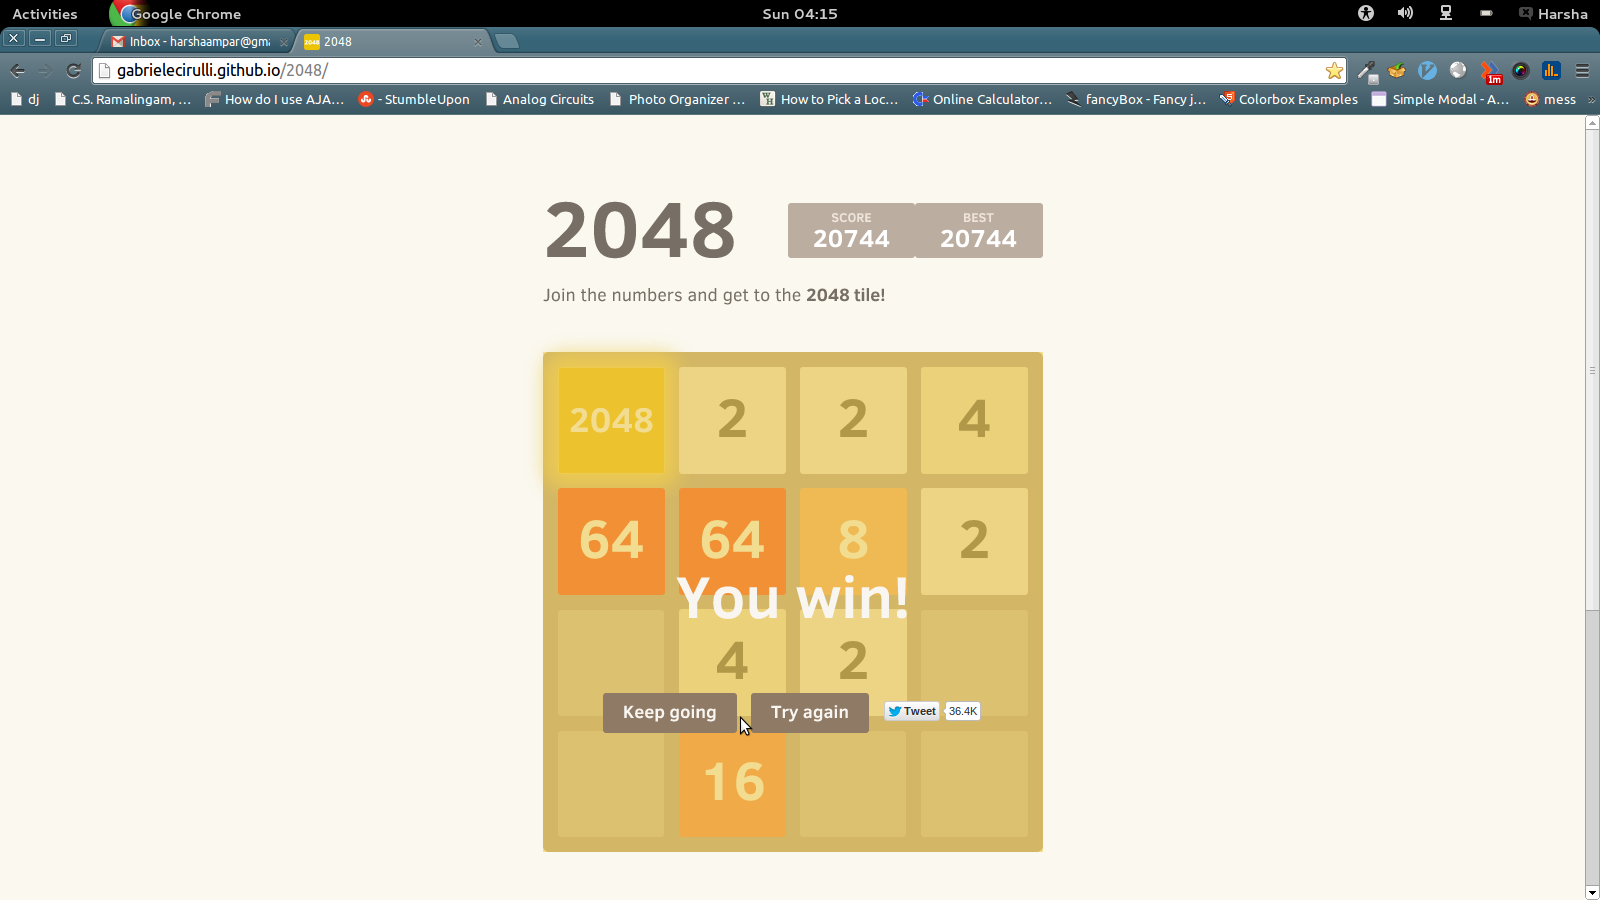 Activities
Google Chrome
Sun 04:15
Harsha
Inbox - harshaampar@gma
2048
gabrielecirulli.github.io/2048/
1m
dj
C.S. Ramalingam, ...
How do I use AJA...
- StumbleUpon
Analog Circuits
Photo Organizer ...
How to Pick a Loc...
Online Calculator...
fancyBox - Fancy j...
Colorbox Examples
Simple Modal - A...
mess
»
2048
SCORE
20744
BEST
20744
Join the numbers and get to the 2048 tile!
2048 2 2 4
64 64 8 2
You win!
4 2
Keep going
Try again
Tweet
36.4K
16